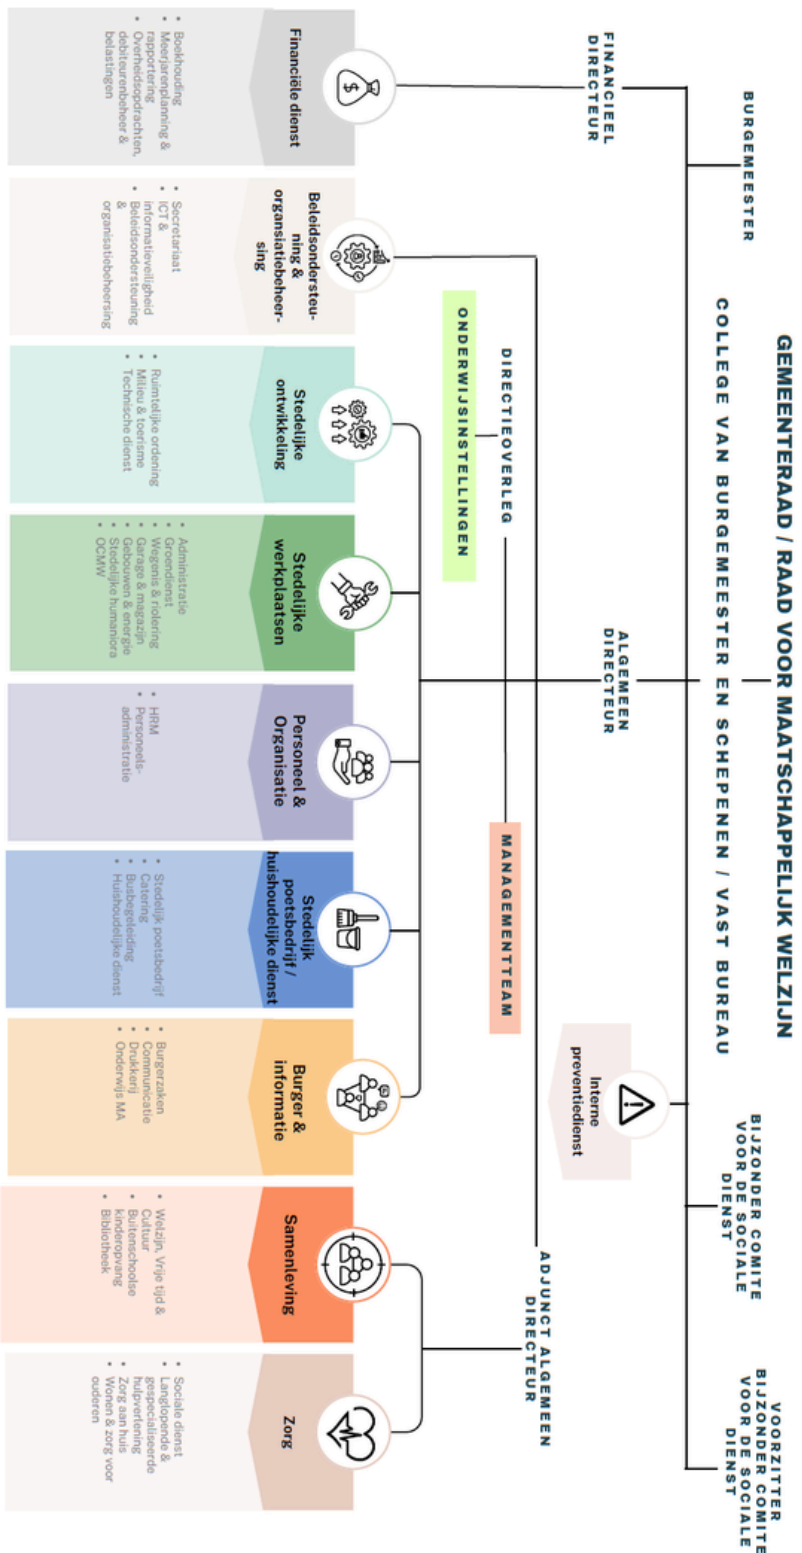 GEMEENTERAAD / RAAD VOOR MAATSCHAPPELIJK WELZIJN
COLLEGE VAN BURGEMEESTER EN SCHEPENEN / VAST BUREAU
BURGEMEESTER
BIJZONDER COMITE
VOOR DE SOCIALE
DIENST
VOORZITTER
BIJZONDER COMITE
VOOR DE SOCIALE
DIENST
FINANCIEEL
DIRECTEUR
ALGEMEEN
DIRECTEUR
Interne
preventiedienst
ADJUNCT ALGEMEEN
DIRECTEUR
DIRECTIEOVERLEG
MANAGEMENTTEAM
ONDERWIJSINSTELLINGEN
Financiële dienst
• Boekhouding
• Meerjarenplanning &
rapportering
• Overheidsopdrachten,
debiteurenbeheer &
belastingen
Beleidsondersteu-
ning &
organsiatiebeheer-
sing
• Secretariaat
• ICT &
informatieveiligheid
• Beleidsondersteuning
&
organisatiebeheersing
Stedelijke
ontwikkeling
• Ruimtelijke ordening
• Milieu & toerisme
• Technische dienst
Stedelijke
werkplaatsen
• Administratie
• Groendienst
• Wegenis & riolering
• Garage & magazijn
• Gebouwen & energie
• Stedelijke humaniora
• OCMW
Personeel &
Organisatie
• HRM
• Personeels-
administratie
Stedelijk
poetsbedrijf /
huishoudelijke dienst
• Stedelijk poetsbedrijf
• Catering
• Busbegeleiding
• Huishoudelijke dienst
Burger &
informatie
• Burgerzaken
• Communicatie
• Drukkerij
• Onderwijs MA
Samenleving
• Welzijn, Vrije tijd &
Cultuur
• Buitenschoolse
kinderopvang
• Bibliotheek
Zorg
• Sociale dienst
• Langlopende &
gespecialiseerde
hulpverlening
• Zorg aan huis
• Wonen & zorg voor
ouderen